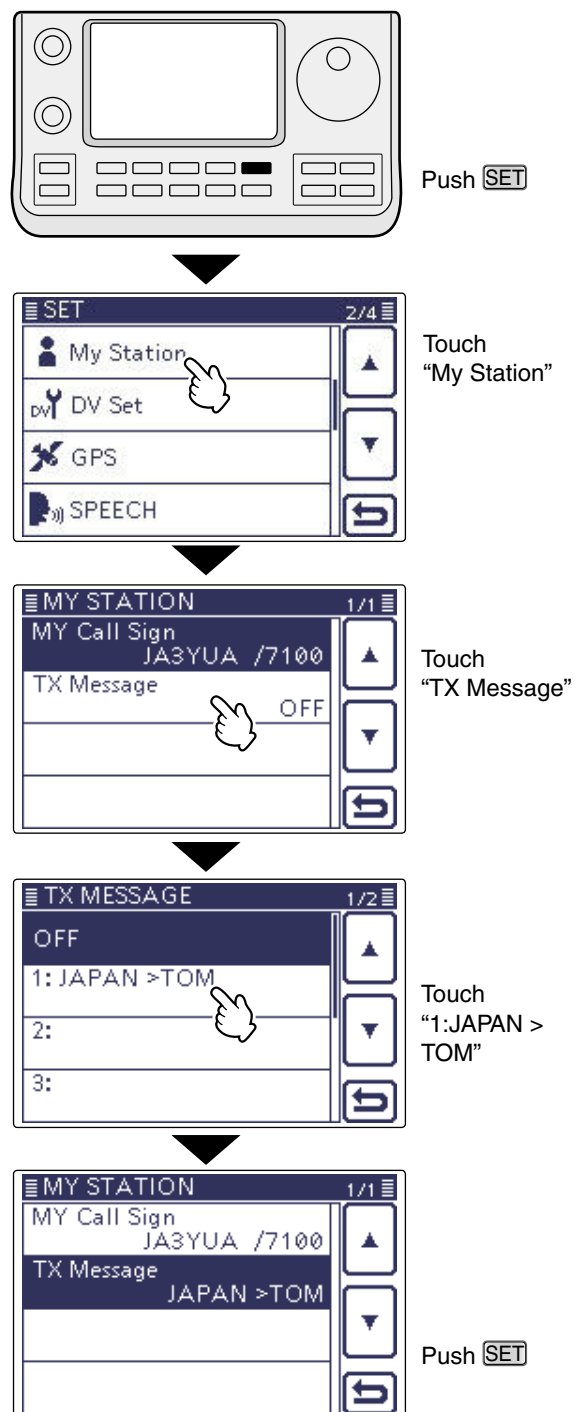 Push SET
SET 2/4
My Station
DV DV Set
GPS
SPEECH
Touch
“My Station”
MY STATION 1/1
MY Call Sign
JA3YUA /7100
TX Message
OFF
Touch
“TX Message”
TX MESSAGE 1/2
OFF
1: JAPAN >TOM
2:
3:
Touch
“1:JAPAN >
TOM”
MY STATION 1/1
MY Call Sign
JA3YUA /7100
TX Message
JAPAN >TOM
Push SET